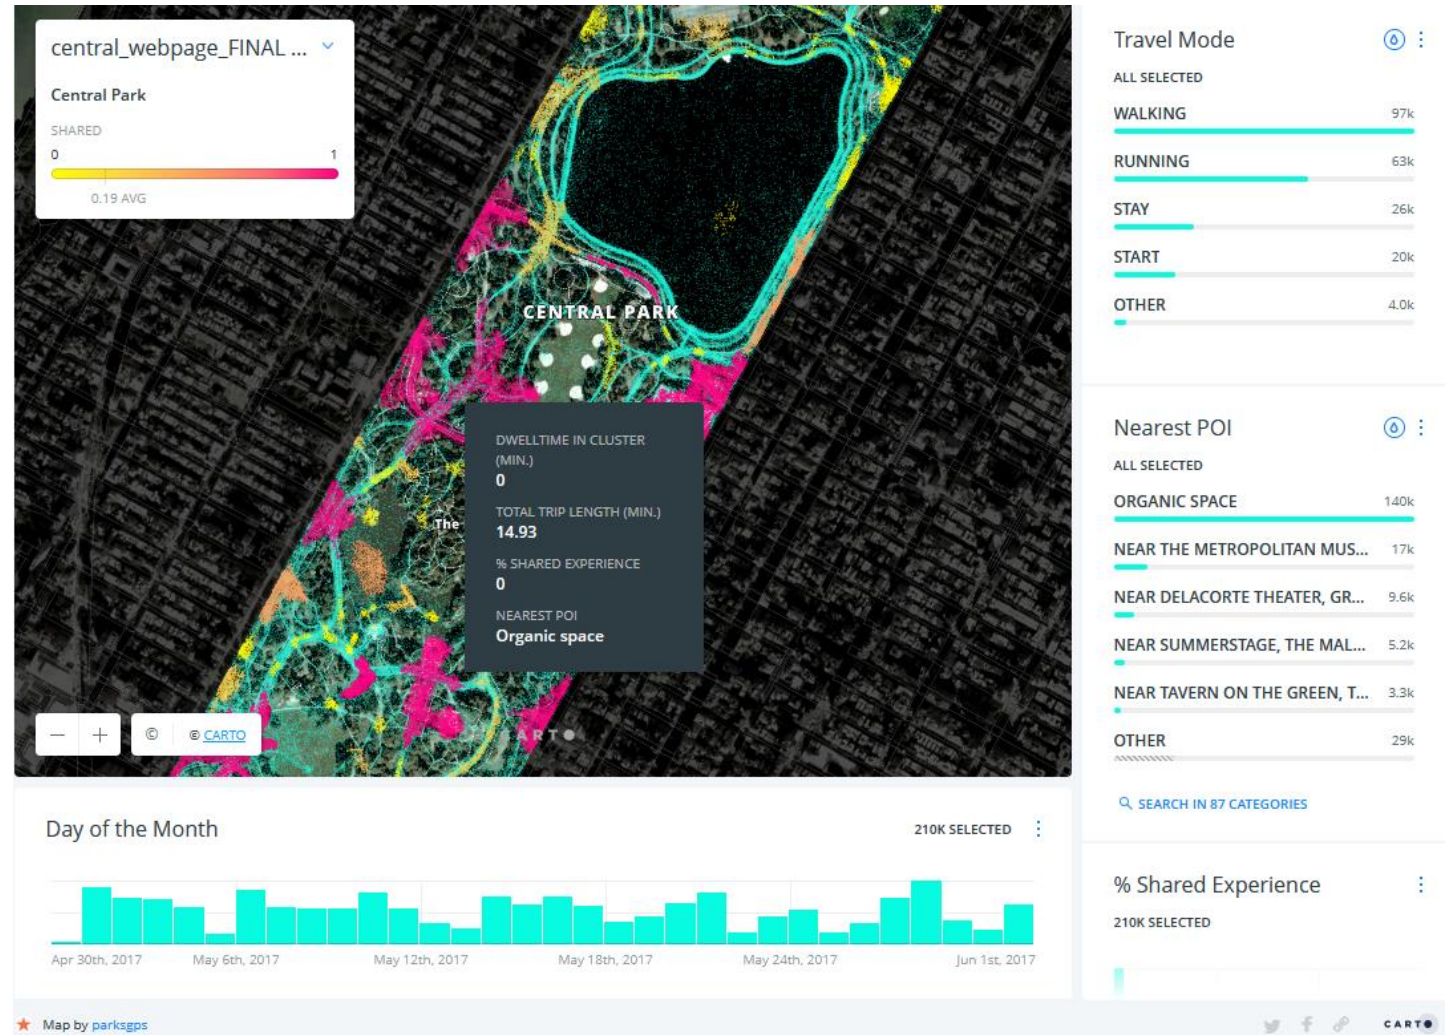 central_webpage_FINAL ...
Central Park
SHARED
0 1
0.19 AVG
CENTRAL PARK
The
DWELLTIME IN CLUSTER
(MIN.)
0
TOTAL TRIP LENGTH (MIN.)
14.93
% SHARED EXPERIENCE
0
NEAREST POI
Organic space
− +
©
© CARTO
CARTO
Travel Mode
ALL SELECTED
WALKING 97k
RUNNING 63k
STAY 26k
START 20k
OTHER 4.0k
Nearest POI
ALL SELECTED
ORGANIC SPACE 140k
NEAR THE METROPOLITAN MUS... 17k
NEAR DELACORTE THEATER, GR... 9.6k
NEAR SUMMERSTAGE, THE MAL... 5.2k
NEAR TAVERN ON THE GREEN, T... 3.3k
OTHER 29k
SEARCH IN 87 CATEGORIES
% Shared Experience
210K SELECTED
Day of the Month
210K SELECTED
Apr 30th, 2017 May 6th, 2017 May 12th, 2017 May 18th, 2017 May 24th, 2017 Jun 1st, 2017
Map by parksgps
CARTO